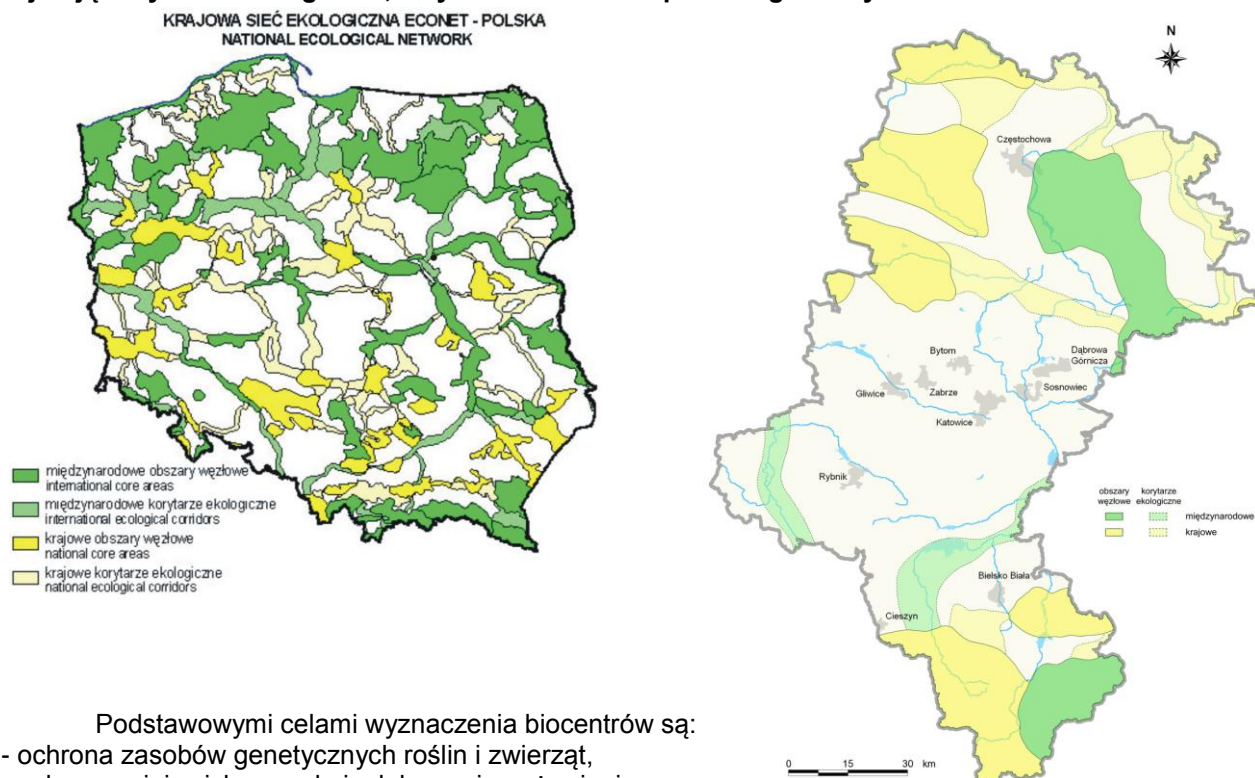 KRAJOWA SIEĆ EKOLOGICZNA ECONET - POLSKA
NATIONAL ECOLOGICAL NETWORK
międzynarodowe obszary węzłowe
international core areas
międzynarodowe korytarze ekologiczne
international ecological corridors
krajowe obszary węzłowe
national core areas
krajowe korytarze ekologiczne
national ecological corridors
N
Częstochowa
Bytom
Dąbrowa
Górnicza
Gliwice
Zabrze
Sosnowiec
Katowice
Rybnik
obszary korytarze
węzłowe ekologiczne
międzynarodowe
krajowe
Bielsko Biała
Cieszyn
0 15 30 km
Podstawowymi celami wyznaczenia biocentrów są:
- ochrona zasobów genetycznych roślin i zwierząt,